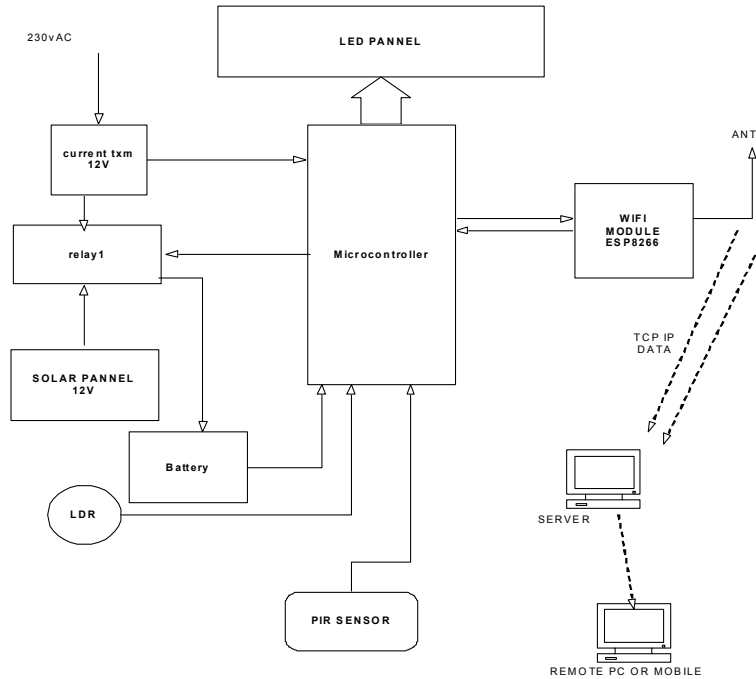 LED PANNEL
230vAC
current txm
12V
ANT
relay1
Microcontroller
WIFI
MODULE
ESP8266
TCP IP
DATA
SOLAR PANNEL
12V
Battery
LDR
SERVER
PIR SENSOR
REMOTE PC OR MOBILE